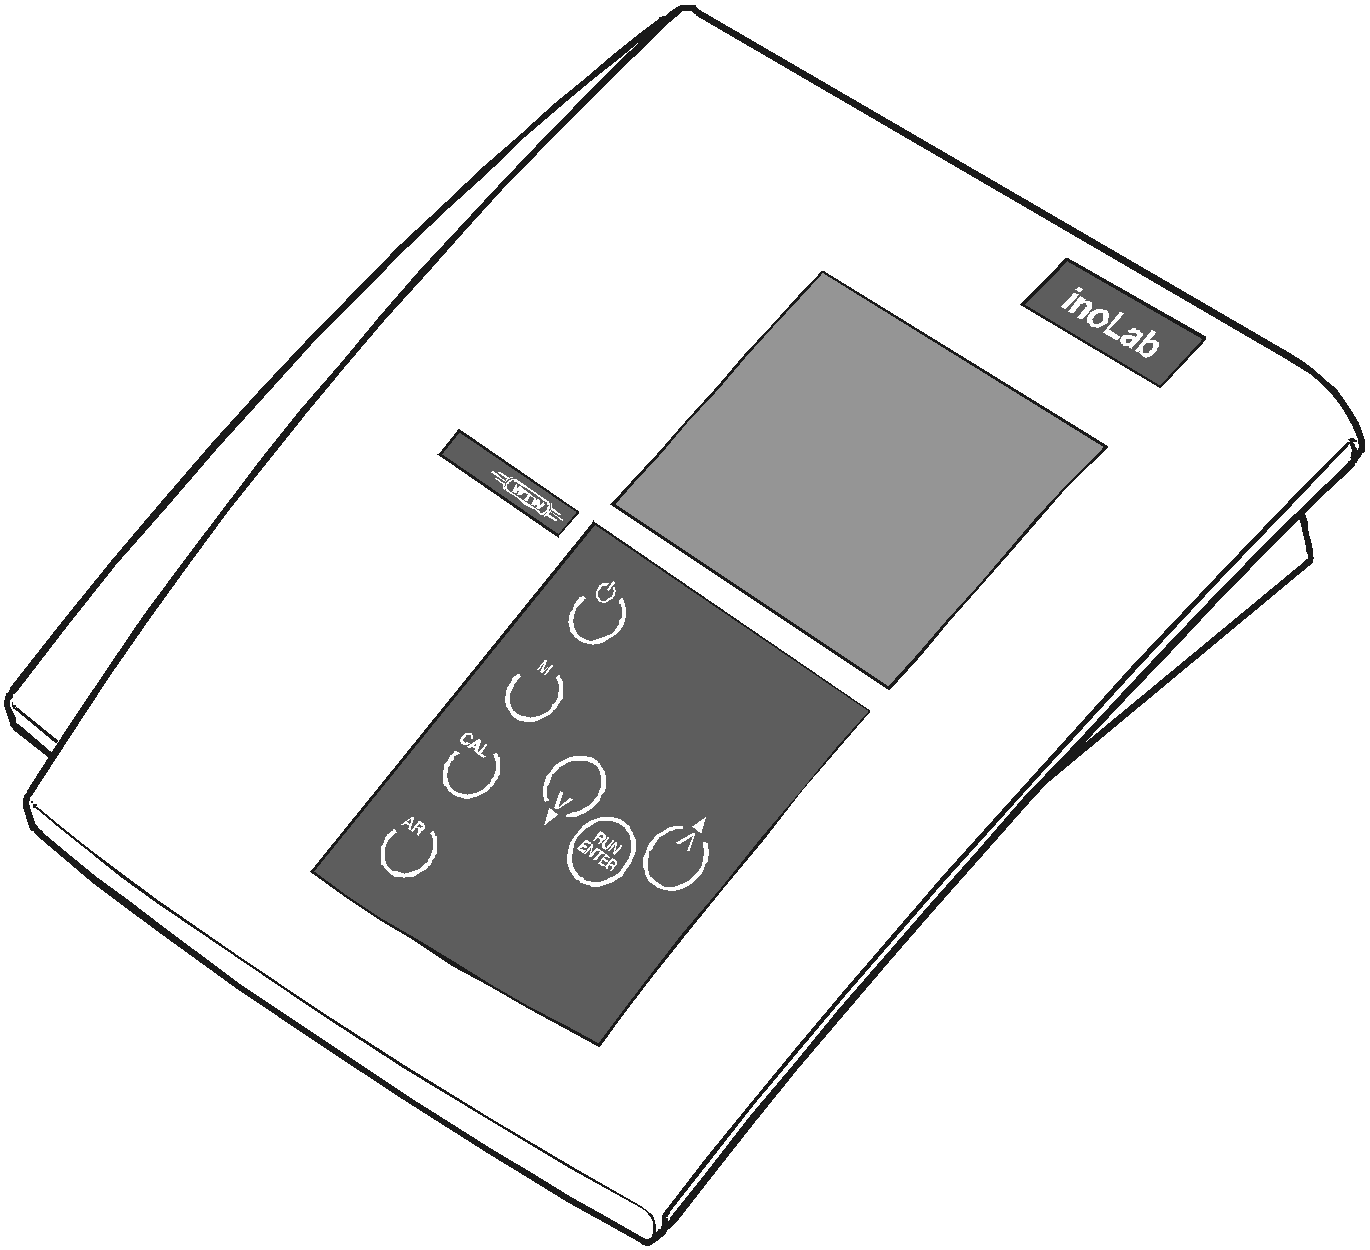 inoLab
WTW
M
CAL
AR
V
RUN
ENTER
Λ